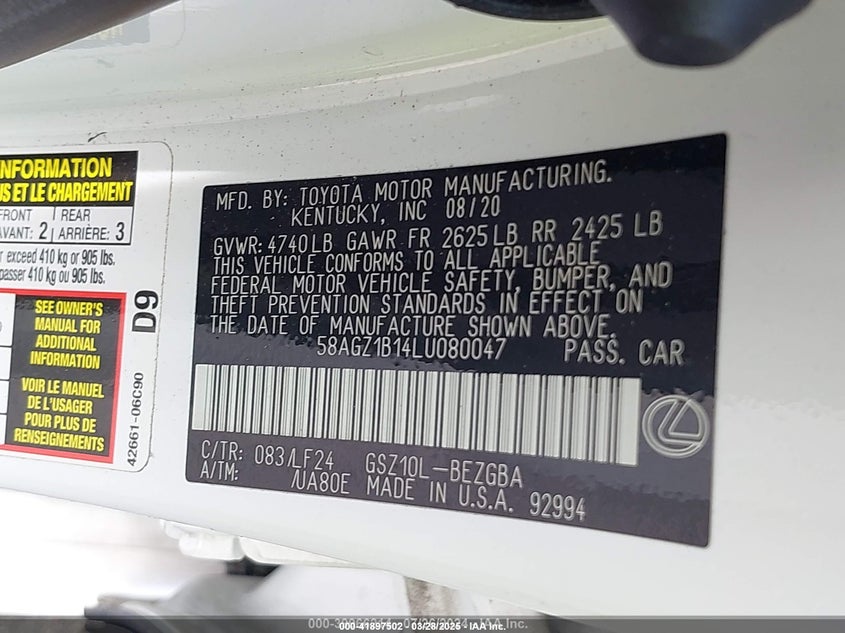 INFORMATION
US ET LE CHARGEMENT
FRONT REAR
AVANT: 2 ARRIÈRE: 3
exceed 410 kg or 905 lbs.
passer 410 kg ou 905 lbs.
SEE OWNER'S
MANUAL FOR
ADDITIONAL
INFORMATION
VOIR LE MANUEL
DE L'USAGER
POUR PLUS DE
RENSEIGNEMENTS
D9
42661-06C90
MFD. BY: TOYOTA MOTOR MANUFACTURING.
KENTUCKY, INC 08/20
GVWR: 4740LB GAWR FR 2625LB RR 2425 LB
THIS VEHICLE CONFORMS TO ALL APPLICABLE
FEDERAL MOTOR VEHICLE SAFETY, BUMPER, AND
THEFT PREVENTION STANDARDS IN EFFECT ON
THE DATE OF MANUFACTURE SHOWN ABOVE.
58AGZ1B14LU080047 PASS. CAR
C/TR: 083/LF24 GSZ10L-BEZGBA
A/TM: /UA80E MADE IN U.S.A. 92994
41897502 03/28/2025 - IAA Inc.